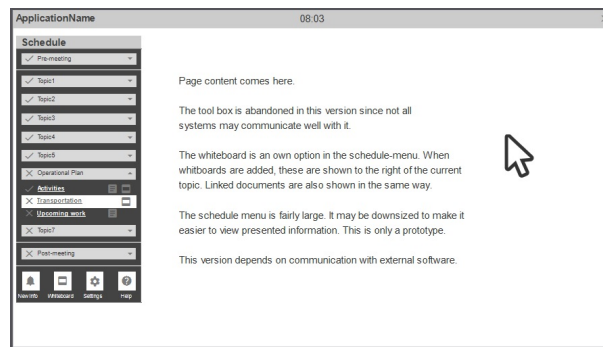 ApplicationName
08:03
Schedule
Pre-meeting
Topic1
Topic2
Topic3
Topic4
Topic5
Operational Plan
Activities
Transportation
Upcoming work
Topic7
Post-meeting
New info Whiteboard Settings Help
Page content comes here.
The tool box is abandoned in this version since not all
systems may communicate well with it.
The whiteboard is an own option in the schedule-menu. When
whitboards are added, these are shown to the right of the current
topic. Linked documents are also shown in the same way.
The schedule menu is fairly large. It may be downsized to make it
easier to view presented information. This is only a prototype.
This version depends on communication with external software.